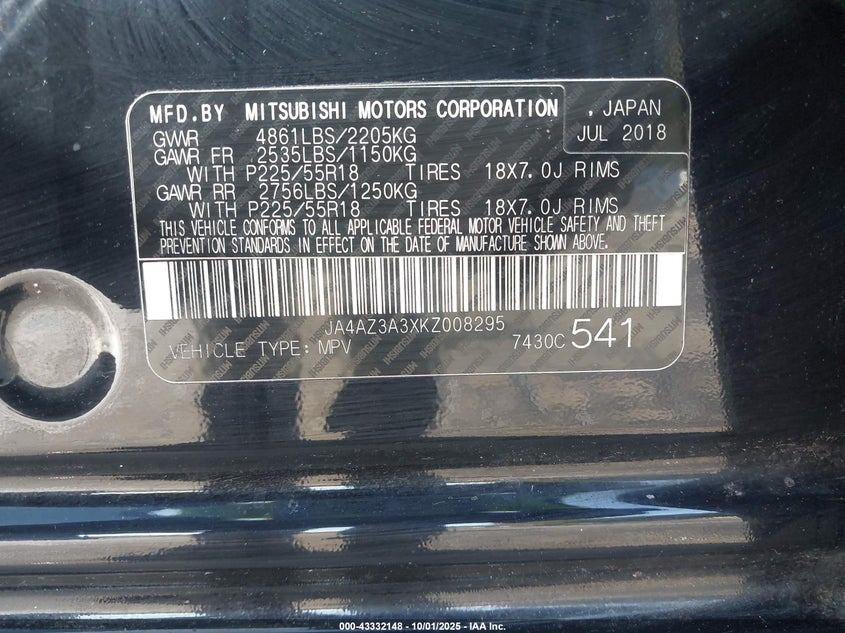 MFD.BY MITSUBISHI MOTORS CORPORATION , JAPAN
GVWR 4861LBS/2205KG JUL 2018
GAWR FR 2535LBS/1150KG
WITH P225/55R18 TIRES 18X7.0J RIMS
GAWR RR 2756LBS/1250KG
WITH P225/55R18 TIRES 18X7.0J RIMS
THIS VEHICLE CONFORMS TO ALL APPLICABLE FEDERAL MOTOR VEHICLE SAFETY AND THEFT
PREVENTION STANDARDS IN EFFECT ON THE DATE OF MANUFACTURE SHOWN ABOVE.
JA4AZ3A3XKZ008295
VEHICLE TYPE: MPV 7430C 541
000-43332148 - 10/01/2025 - IAA Inc.